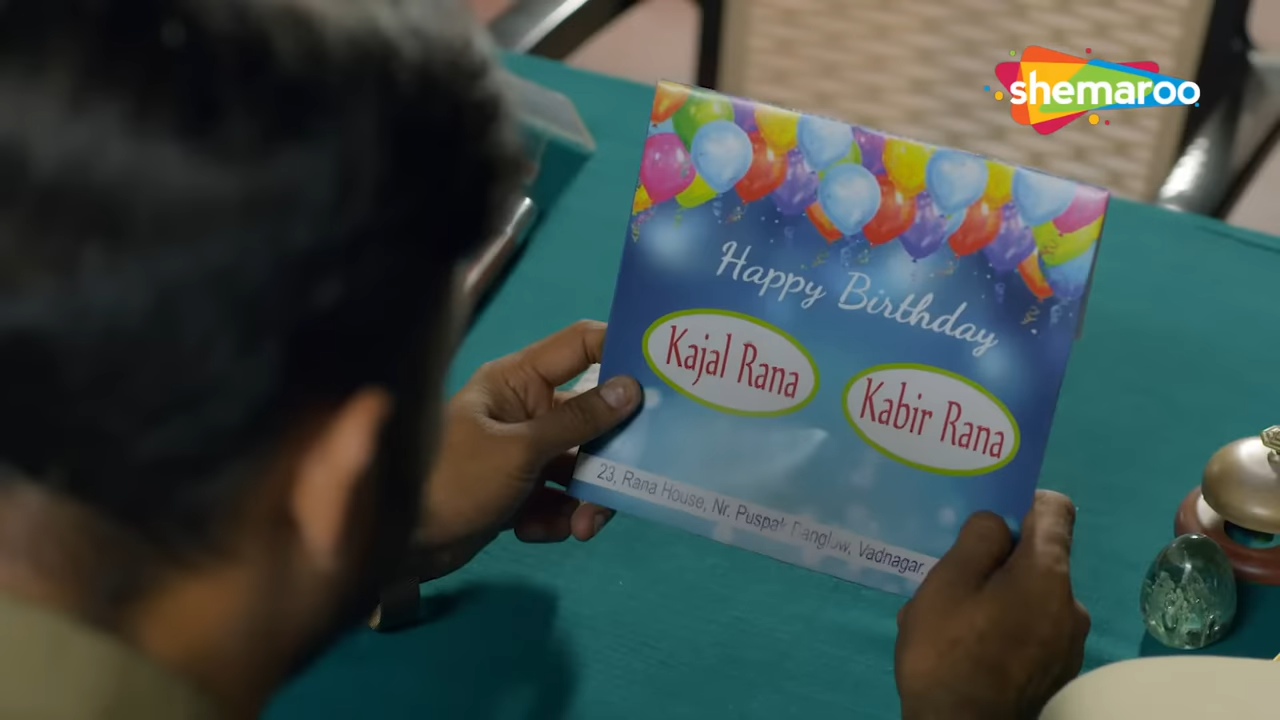 shemaroo
Happy Birthday
Kajal Rana
Kabir Rana
23, Rana House, Nr. Puspak Banglow, Vadnagar.